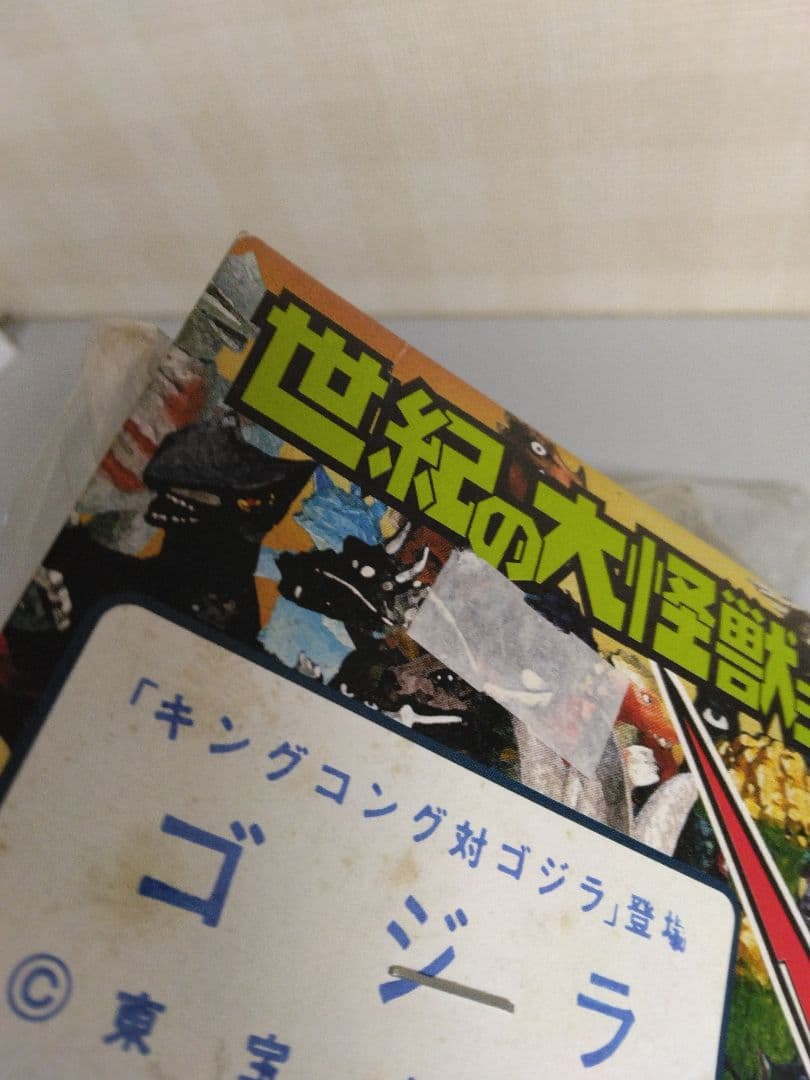 世紀の大怪獣
「キングコング対ゴジラ」登場
ゴジラ
©東宝